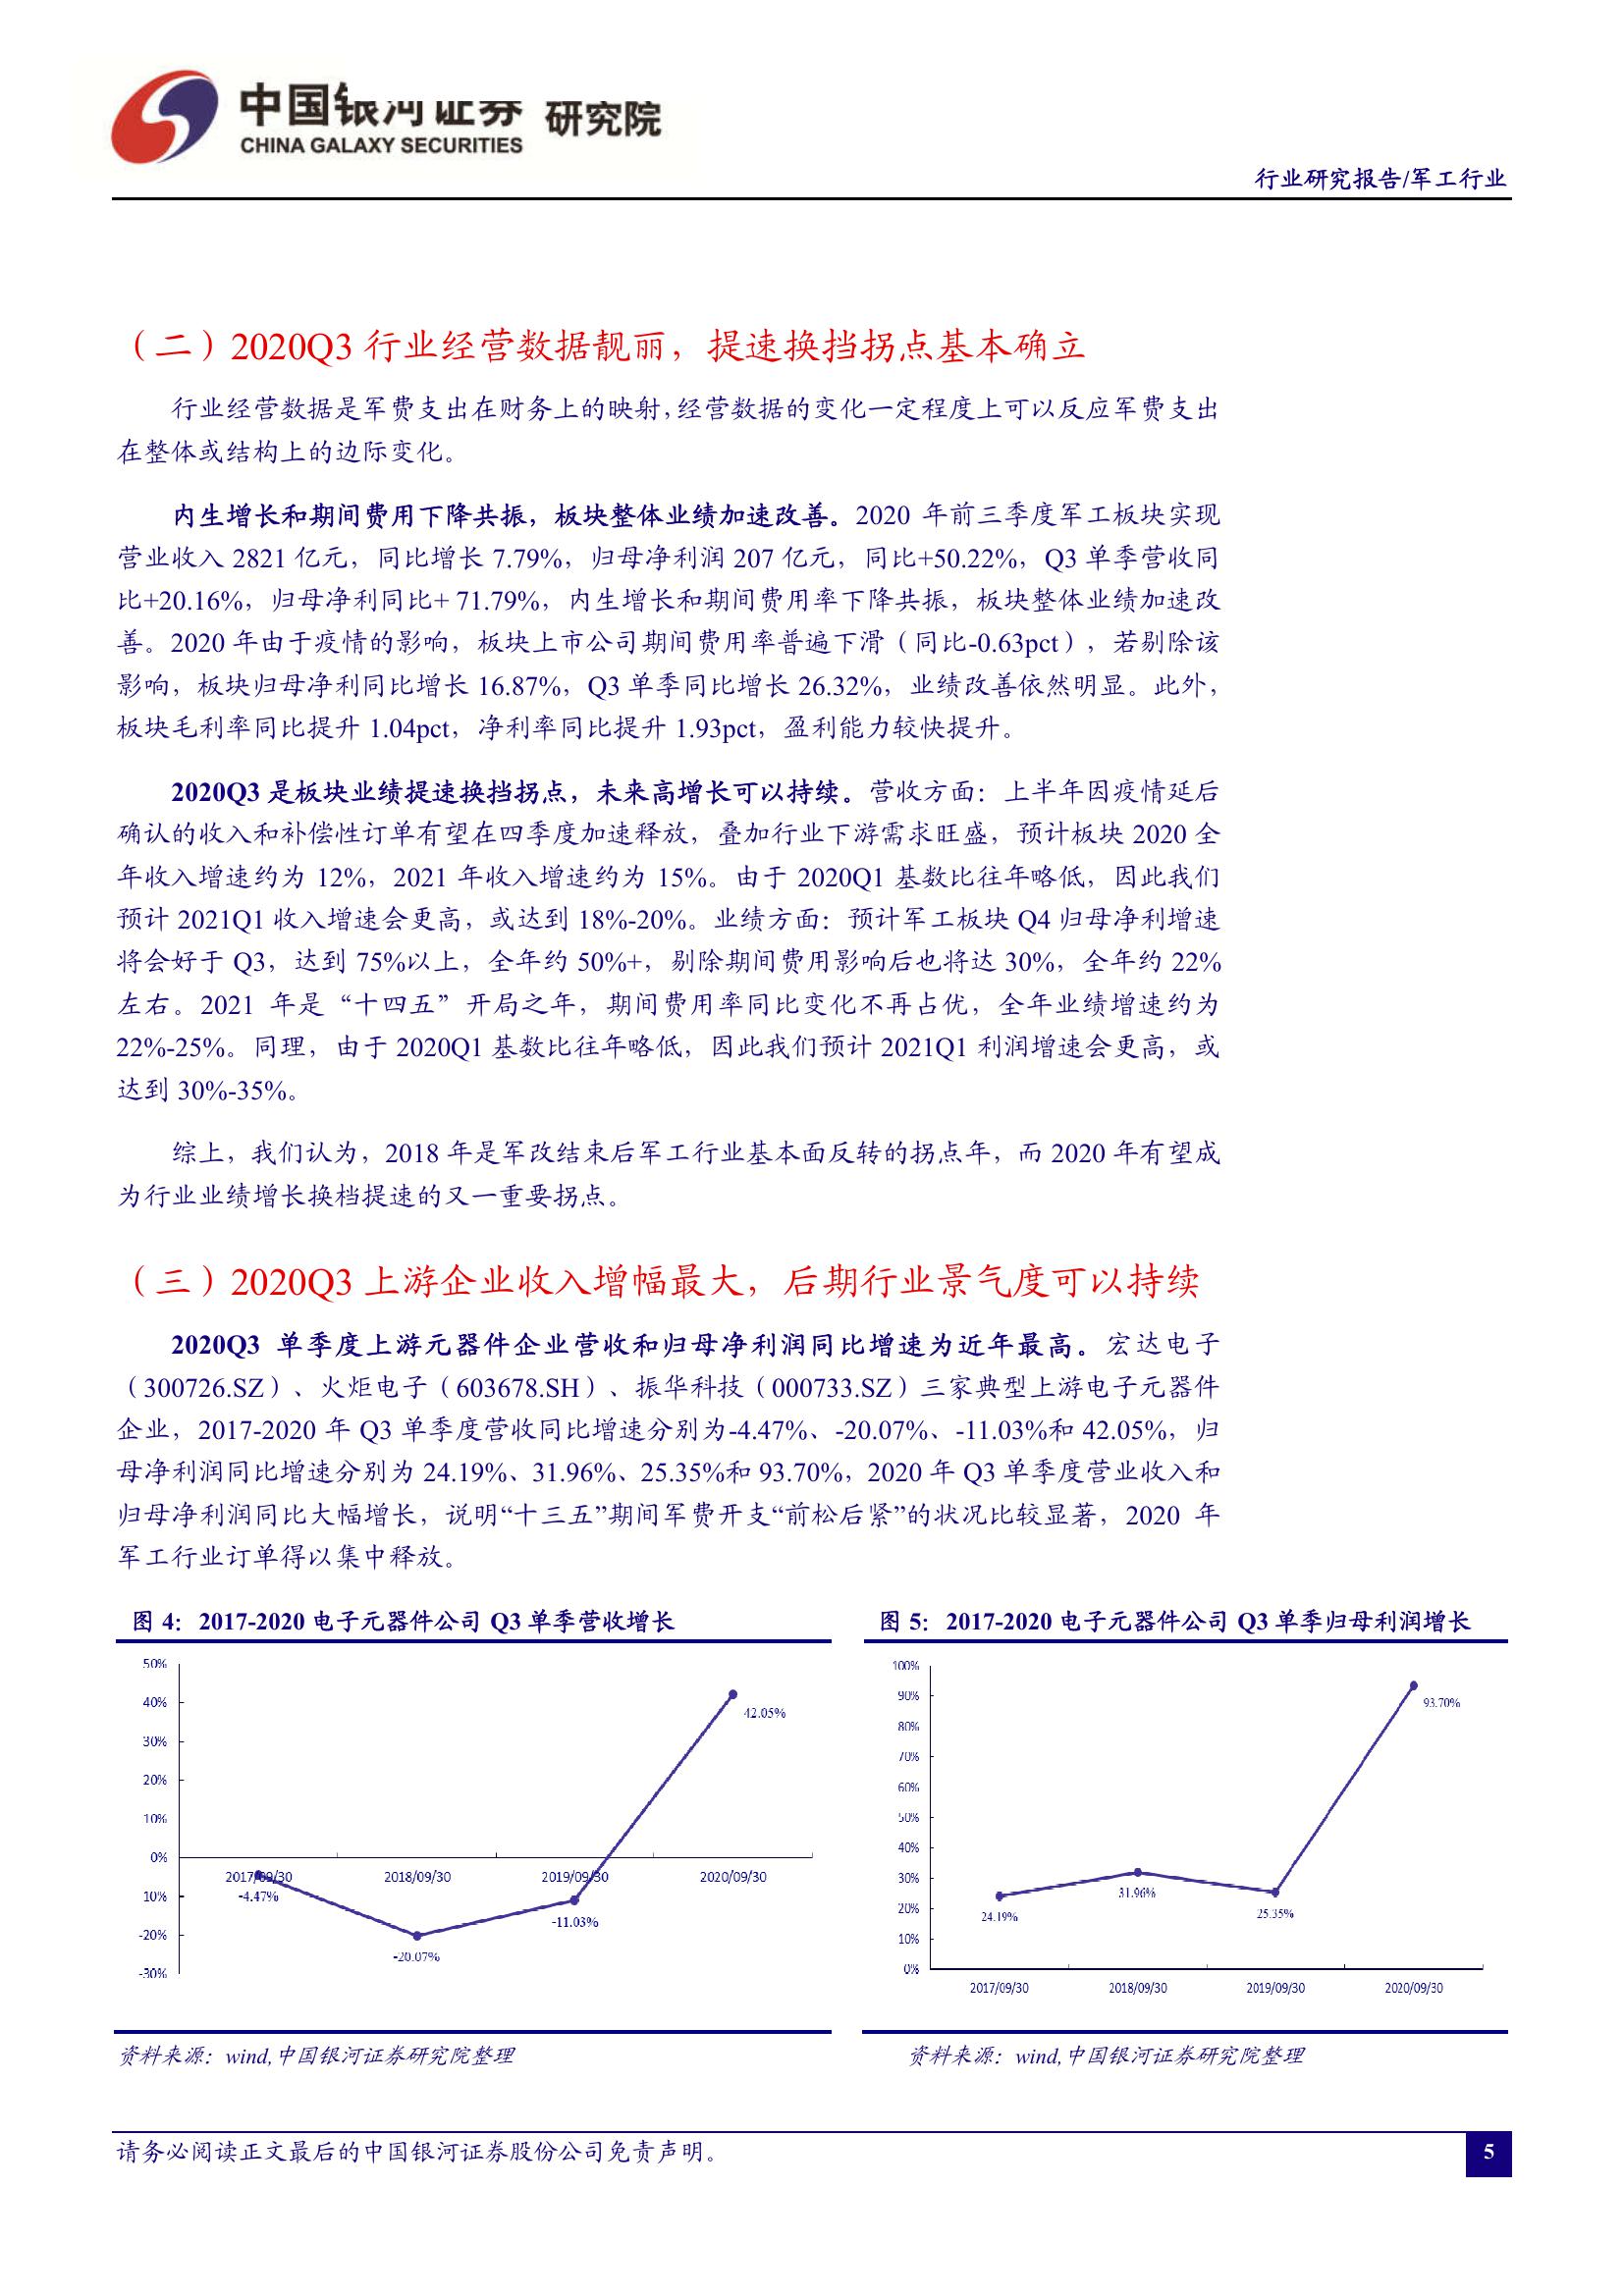 中国银河证券 研究院
CHINA GALAXY SECURITIES
行业研究报告/军工行业
（二）2020Q3 行业经营数据靓丽，提速换挡拐点基本确立
行业经营数据是军费支出在财务上的映射，经营数据的变化一定程度上可以反应军费支出
在整体或结构上的边际变化。
内生增长和期间费用下降共振，板块整体业绩加速改善。2020 年前三季度军工板块实现
营业收入 2821 亿元，同比增长 7.79%，归母净利润 207 亿元，同比+50.22%，Q3 单季营收同
比+20.16%，归母净利同比+ 71.79%，内生增长和期间费用率下降共振，板块整体业绩加速改
善。2020 年由于疫情的影响，板块上市公司期间费用率普遍下滑（同比-0.63pct），若剔除该
影响，板块归母净利同比增长 16.87%，Q3 单季同比增长 26.32%，业绩改善依然明显。此外，
板块毛利率同比提升 1.04pct，净利率同比提升 1.93pct，盈利能力较快提升。
2020Q3 是板块业绩提速换挡拐点，未来高增长可以持续。营收方面：上半年因疫情延后
确认的收入和补偿性订单有望在四季度加速释放，叠加行业下游需求旺盛，预计板块 2020 全
年收入增速约为 12%，2021 年收入增速约为 15%。由于 2020Q1 基数比往年略低，因此我们
预计 2021Q1 收入增速会更高，或达到 18%-20%。业绩方面：预计军工板块 Q4 归母净利增速
将会好于 Q3，达到 75%以上，全年约 50%+，剔除期间费用影响后也将达 30%，全年约 22%
左右。2021 年是“十四五”开局之年，期间费用率同比变化不再占优，全年业绩增速约为
22%-25%。同理，由于 2020Q1 基数比往年略低，因此我们预计 2021Q1 利润增速会更高，或
达到 30%-35%。
综上，我们认为，2018 年是军改结束后军工行业基本面反转的拐点年，而 2020 年有望成
为行业业绩增长换档提速的又一重要拐点。
（三）2020Q3 上游企业收入增幅最大，后期行业景气度可以持续
2020Q3 单季度上游元器件企业营收和归母净利润同比增速为近年最高。宏达电子
（300726.SZ）、火炬电子（603678.SH）、振华科技（000733.SZ）三家典型上游电子元器件
企业，2017-2020 年 Q3 单季度营收同比增速分别为-4.47%、-20.07%、-11.03%和 42.05%，归
母净利润同比增速分别为 24.19%、31.96%、25.35%和 93.70%，2020 年 Q3 单季度营业收入和
归母净利润同比大幅增长，说明“十三五”期间军费开支“前松后紧”的状况比较显著，2020 年
军工行业订单得以集中释放。
图 4：2017-2020 电子元器件公司 Q3 单季营收增长
50%
40%
30%
20%
10%
0%
10%
-20%
-30%
2017/09/30 2018/09/30 2019/09/30 2020/09/30
-4.47%
-20.07%
-11.03%
42.05%
资料来源：wind,中国银河证券研究院整理
图 5：2017-2020 电子元器件公司 Q3 单季归母利润增长
100%
90%
80%
70%
60%
50%
40%
30%
20%
10%
0%
24.19%
31.96%
25.35%
93.70%
2017/09/30 2018/09/30 2019/09/30 2020/09/30
资料来源：wind,中国银河证券研究院整理
请务必阅读正文最后的中国银河证券股份公司免责声明。
5